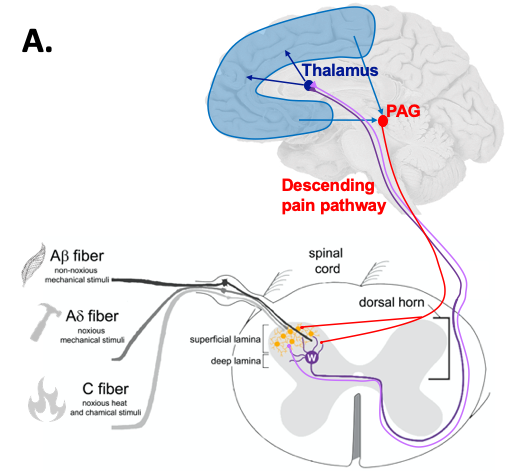 A.
Thalamus
PAG
Descending
pain pathway
Aβ fiber
non-noxious
mechanical stimuli
spinal
cord
dorsal horn
Aδ fiber
noxious
mechanical stimuli
superficial lamina
deep lamina
W
C fiber
noxious heat
and chamical stimuli